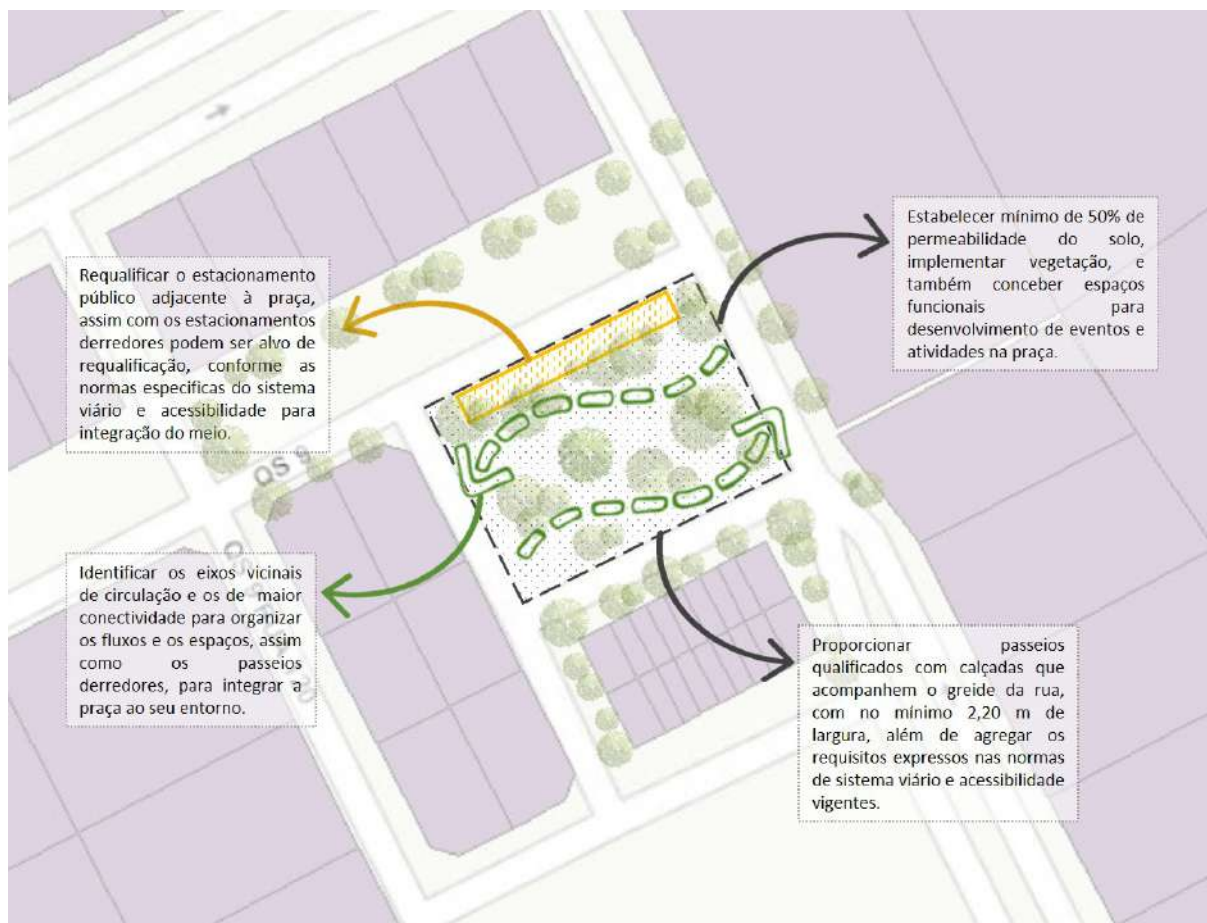 Estabelecer mínimo de 50% de
permeabilidade do solo,
implementar vegetação, e
também conceber espaços
funcionais para
desenvolvimento de eventos e
atividades na praça.
Requalificar o estacionamento
público adjacente à praça,
assim com os estacionamentos
derredores podem ser alvo de
requalificação, conforme as
normas especificas do sistema
viário e acessibilidade para
integração do meio.
QS 9
Identificar os eixos vicinais
de circulação e os de maior
conectividade para organizar
os fluxos e os espaços, assim
como os passeios
derredores, para integrar a
praça ao seu entorno.
Proporcionar passeios
qualificados com calçadas que
acompanhem o greide da rua,
com no mínimo 2,20 m de
largura, além de agregar os
requisitos expressos nas normas
de sistema viário e acessibilidade
vigentes.